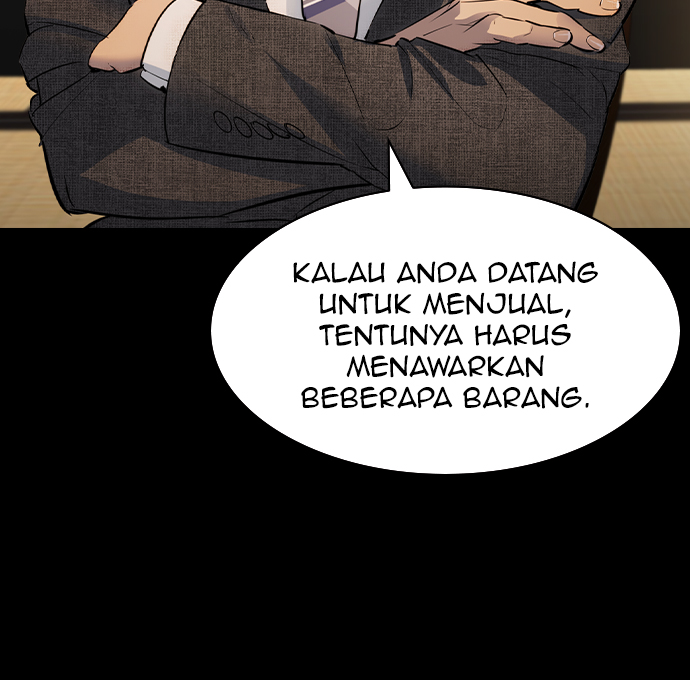 KALAU ANDA DATANG
UNTUK MENJUAL,
TENTUNYA HARUS
MENAWARKAN
BEBERAPA BARANG.